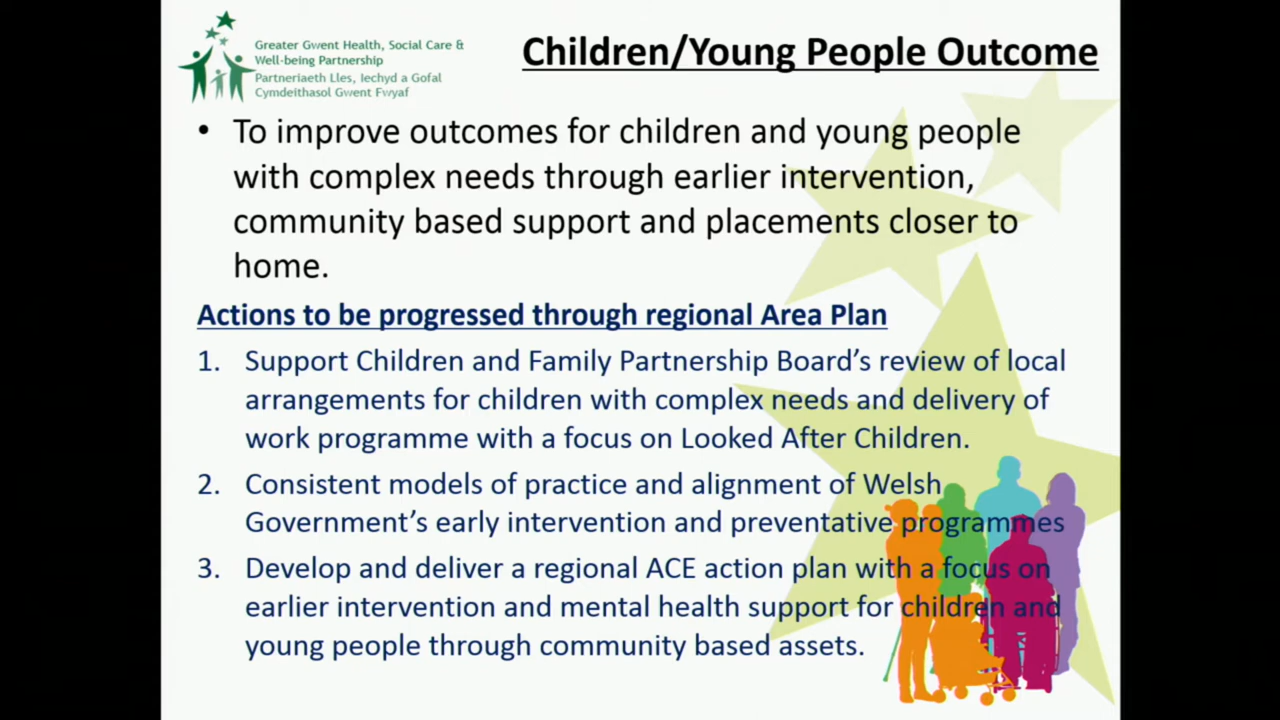 Greater Gwent Health, Social Care &
Well-being Partnership
Partneriaeth Lles, Iechyd a Gofal
Cymdeithasol Gwent Fwyaf
Children/Young People Outcome
• To improve outcomes for children and young people
with complex needs through earlier intervention,
community based support and placements closer to
home.
Actions to be progressed through regional Area Plan
1. Support Children and Family Partnership Board’s review of local
arrangements for children with complex needs and delivery of
work programme with a focus on Looked After Children.
2. Consistent models of practice and alignment of Welsh
Government’s early intervention and preventative programmes
3. Develop and deliver a regional ACE action plan with a focus on
earlier intervention and mental health support for children and
young people through community based assets.